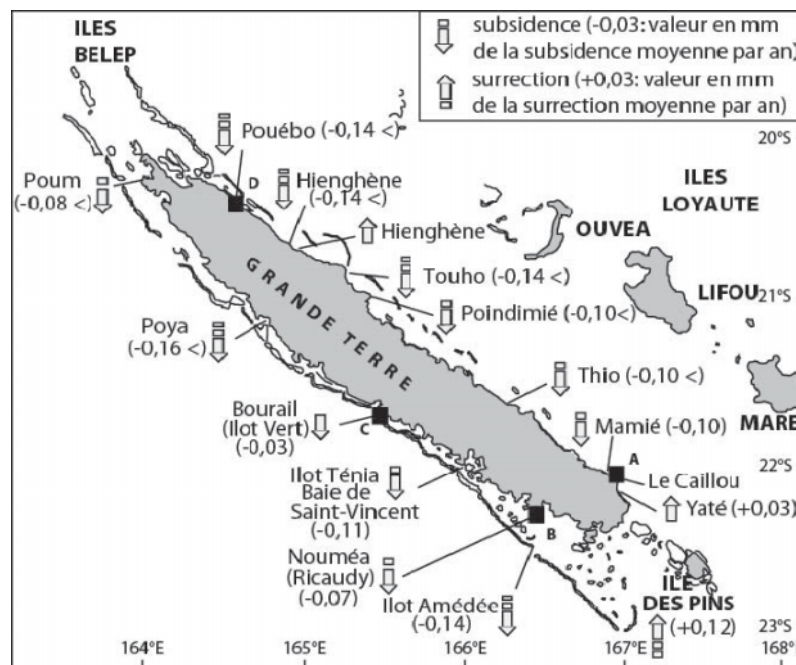 ILES
BELEP
subsidence (-0,03: valeur en mm
de la subsidence moyenne par an)
surrection (+0,03: valeur en mm
de la surrection moyenne par an)
20°S
Pouébo (-0,14 <)
Poum
(-0,08 <)
D
Hienghène
(-0,14 <)
ILES
LOYAUTE
Hienghène
OUVEA
Touho (-0,14 <)
GRANDE TERRE
LIFOU
21°S
Poindimié (-0,10<)
Poya
(-0,16 <)
Thio (-0,10 <)
Bourail
(Ilot Vert)
(-0,03)
C
Mamié (-0,10)
MARE
A
22°S
Le Caillou
Yaté (+0,03)
Ilot Ténia
Baie de
Saint-Vincent
(-0,11)
B
Nouméa
(Ricaudy)
(-0,07)
Ilot Amédée
(-0,14)
ILE
DES PINS
(+0,12)
23°S
164°E
165°E
166°E
167°E
168°